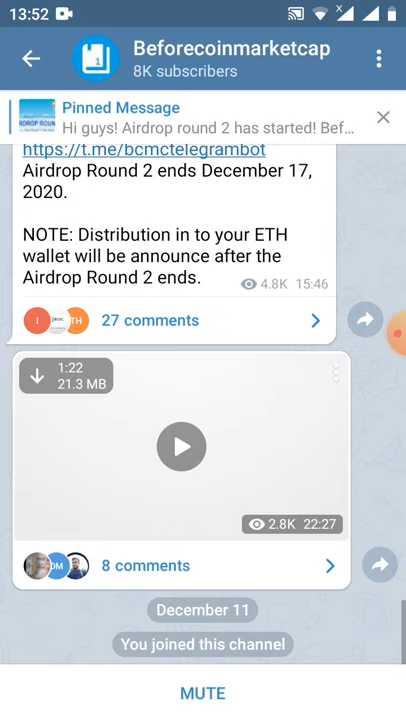 13:52
Beforecoinmarketcap
8K subscribers
Pinned Message
Hi guys! Airdrop round 2 has started! Bef...
https://t.me/bcmctelegrambot
Airdrop Round 2 ends December 17,
2020.
NOTE: Distribution in to your ETH
wallet will be announce after the
Airdrop Round 2 ends.
4.8K 15:46
I
TH
27 comments
1:22
21.3 MB
2.8K 22:27
DM
8 comments
December 11
You joined this channel
MUTE